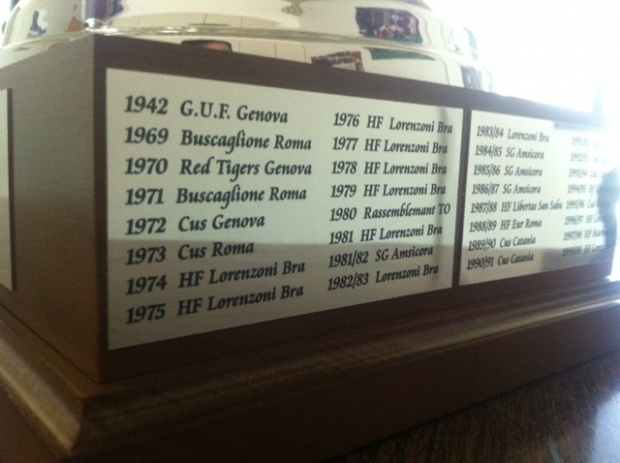 1942 G.U.F. Genova
1969 Buscaglione Roma
1970 Red Tigers Genova
1971 Buscaglione Roma
1972 Cus Genova
1973 Cus Roma
1974 HF Lorenzoni Bra
1975 HF Lorenzoni Bra
1976 HF Lorenzoni Bra
1977 HF Lorenzoni Bra
1978 HF Lorenzoni Bra
1979 HF Lorenzoni Bra
1980 Rassemblemant TO
1981 HF Lorenzoni Bra
1981/82 SG Amsicora
1982/83 Lorenzoni Bra
1983/84 Lorenzoni Bra
1984/85 SG Amsicora
1985/86 SG Amsicora
1986/87 SG Amsicora
1987/88 HF Libertas San Saba
1988/89 HF Eur Roma
1989/90 Cus Catania
1990/91 Cus Catania